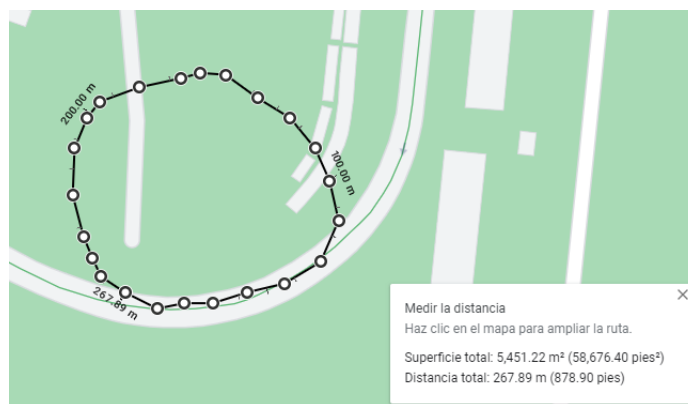 200.00 m
100.00 m
267.89 m
Medir la distancia
Haz clic en el mapa para ampliar la ruta.
Superficie total: 5,451.22 m² (58,676.40 pies²)
Distancia total: 267.89 m (878.90 pies)